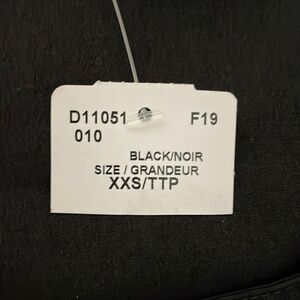 D11051 F19
010
BLACK/NOIR
SIZE / GRANDEUR
XXS/TTP